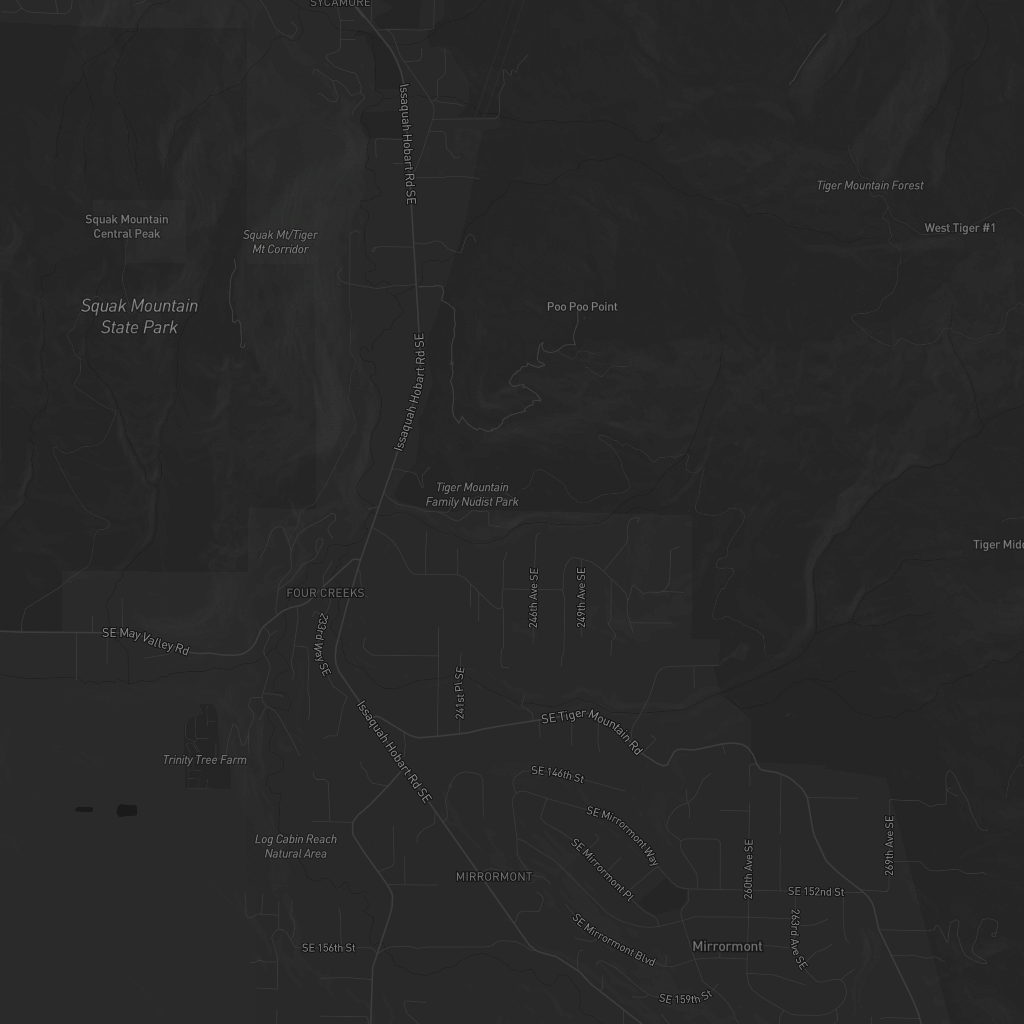 SYCAMORE
Issaquah Hobart Rd SE
Tiger Mountain Forest
Squak Mountain
Central Peak
West Tiger #1
Squak Mt/Tiger
Mt Corridor
Squak Mountain
State Park
Poo Poo Point
Issaquah Hobart Rd SE
Tiger Mountain
Family Nudist Park
Tiger Midd
FOUR CREEKS
246th Ave SE
249th Ave SE
SE May Valley Rd
233rd Way SE
241st Pl SE
Issaquah Hobart Rd SE
SE Tiger Mountain Rd
Trinity Tree Farm
SE 146th St
SE Mirrormont Way
Log Cabin Reach
Natural Area
SE Mirrormont Pl
269th Ave SE
260th Ave SE
MIRRORMONT
SE 152nd St
263rd Ave SE
SE Mirrormont Blvd
SE 156th St
Mirrormont
SE 159th St